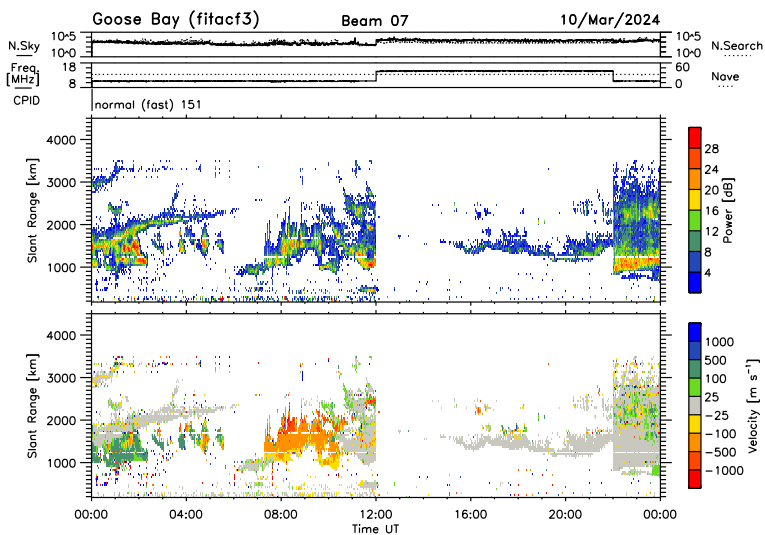 Goose Bay (fitacf3) Beam 07 10/Mar/2024
N.Sky 10^5 10^0 10^5 10^0 N.Search
Freq. [MHz] 18 8 60 0 Nave
CPID normal (fast) 151
Slant Range [km] 4000 3000 2000 1000
Power [dB] 28 24 20 16 12 8 4
Slant Range [km] 4000 3000 2000 1000
Velocity [m s⁻¹] 1000 500 100 25 −25 −100 −500 −1000
00:00 04:00 08:00 12:00 16:00 20:00 00:00
Time UT